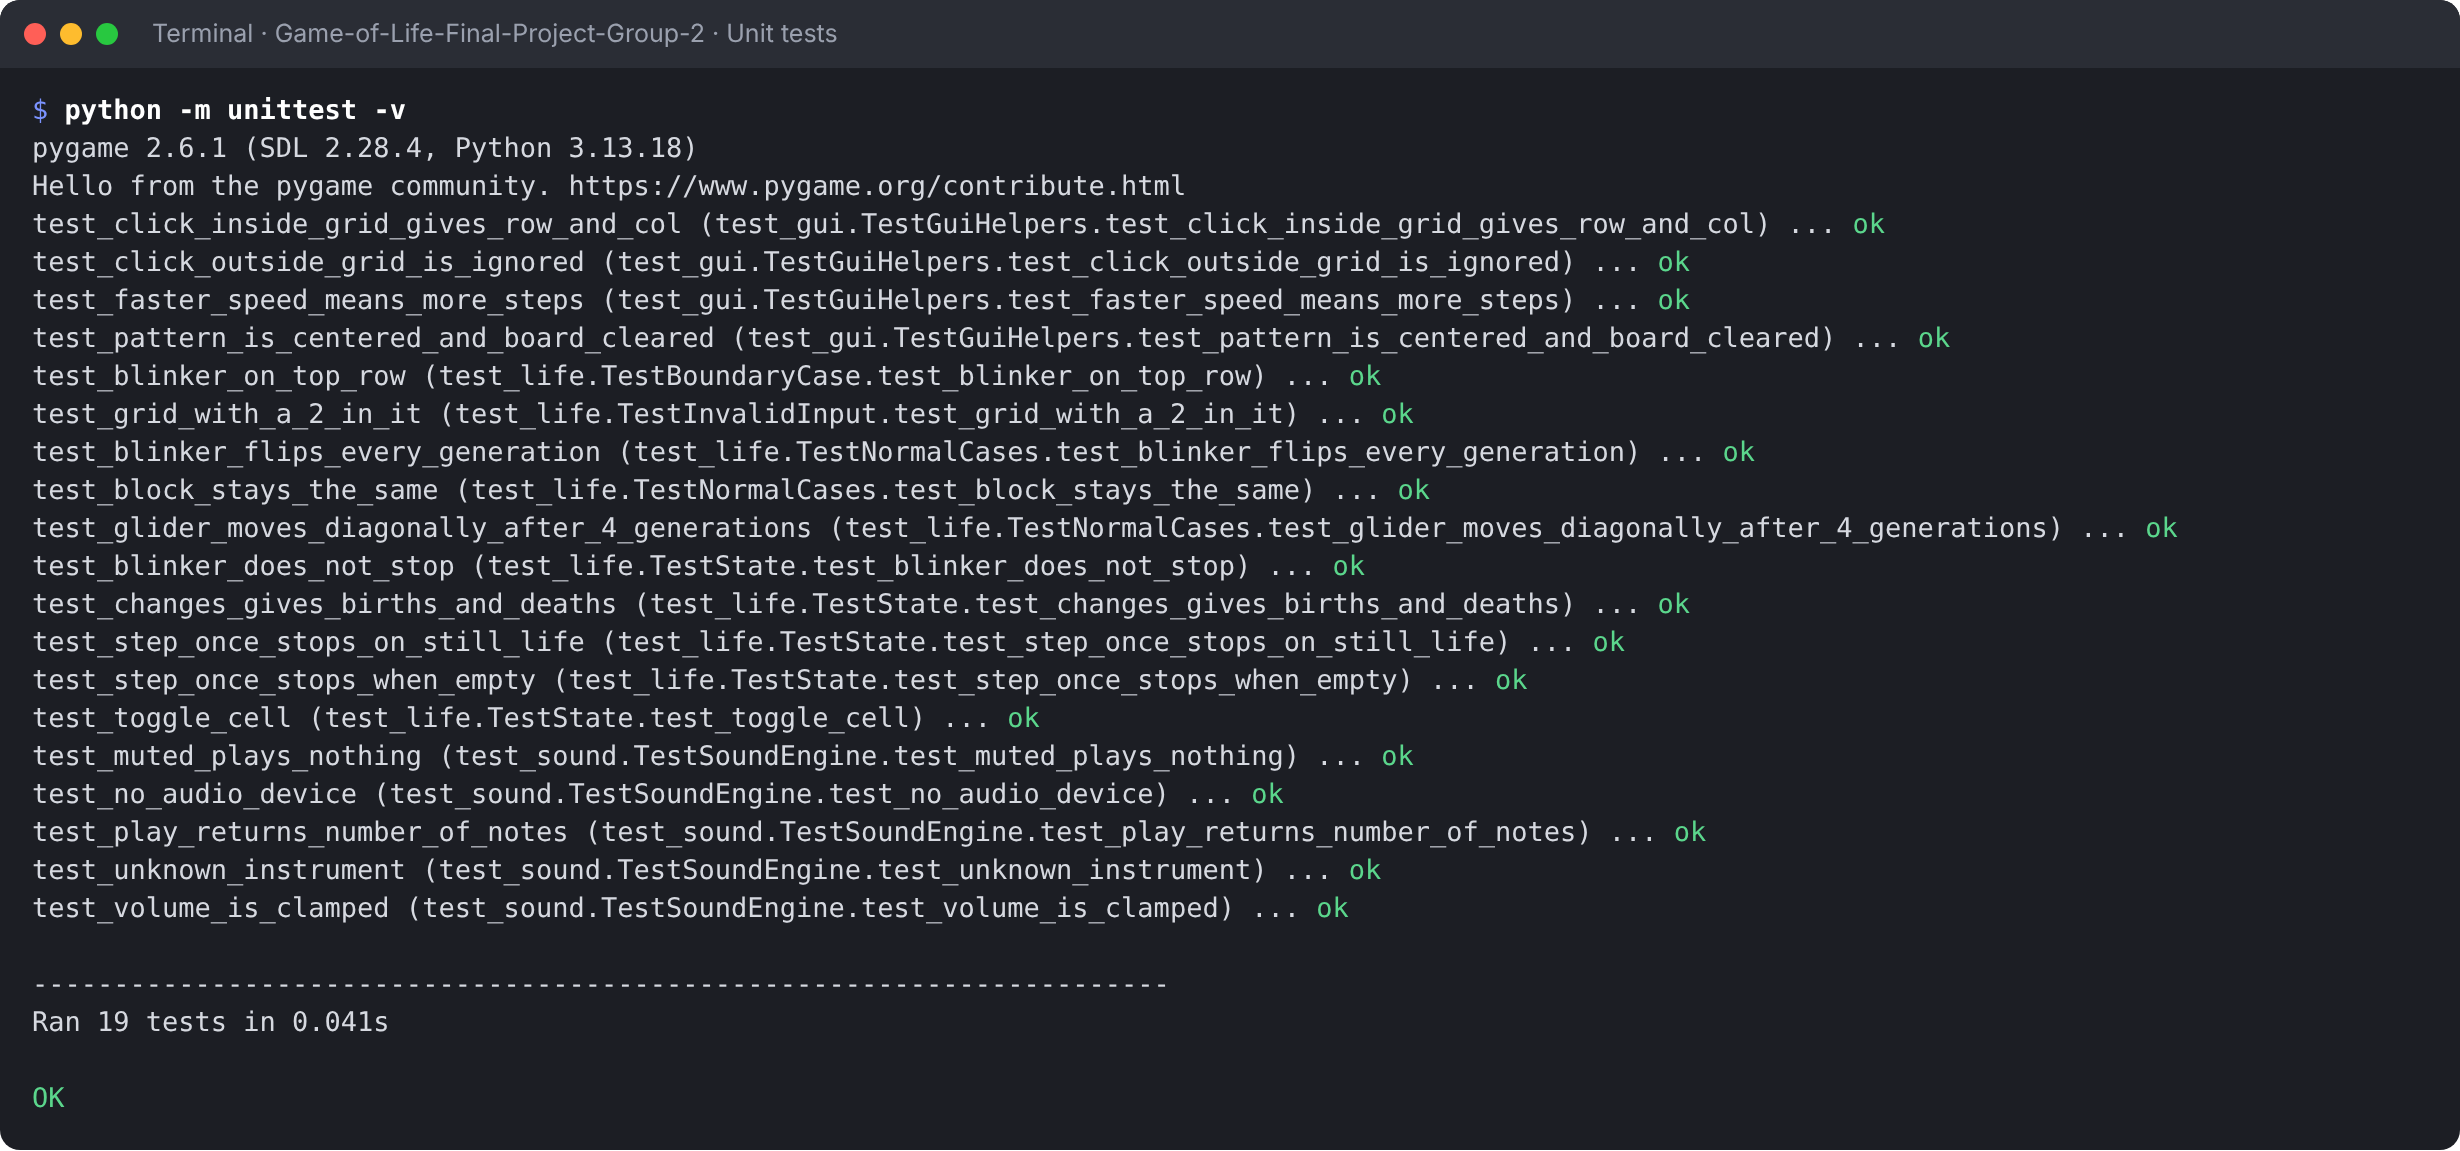 Terminal · Game-of-Life-Final-Project-Group-2 · Unit tests
$ python -m unittest -v
pygame 2.6.1 (SDL 2.28.4, Python 3.13.18)
Hello from the pygame community. https://www.pygame.org/contribute.html
test_click_inside_grid_gives_row_and_col (test_gui.TestGuiHelpers.test_click_inside_grid_gives_row_and_col) ... ok
test_click_outside_grid_is_ignored (test_gui.TestGuiHelpers.test_click_outside_grid_is_ignored) ... ok
test_faster_speed_means_more_steps (test_gui.TestGuiHelpers.test_faster_speed_means_more_steps) ... ok
test_pattern_is_centered_and_board_cleared (test_gui.TestGuiHelpers.test_pattern_is_centered_and_board_cleared) ... ok
test_blinker_on_top_row (test_life.TestBoundaryCase.test_blinker_on_top_row) ... ok
test_grid_with_a_2_in_it (test_life.TestInvalidInput.test_grid_with_a_2_in_it) ... ok
test_blinker_flips_every_generation (test_life.TestNormalCases.test_blinker_flips_every_generation) ... ok
test_block_stays_the_same (test_life.TestNormalCases.test_block_stays_the_same) ... ok
test_glider_moves_diagonally_after_4_generations (test_life.TestNormalCases.test_glider_moves_diagonally_after_4_generations) ... ok
test_blinker_does_not_stop (test_life.TestState.test_blinker_does_not_stop) ... ok
test_changes_gives_births_and_deaths (test_life.TestState.test_changes_gives_births_and_deaths) ... ok
test_step_once_stops_on_still_life (test_life.TestState.test_step_once_stops_on_still_life) ... ok
test_step_once_stops_when_empty (test_life.TestState.test_step_once_stops_when_empty) ... ok
test_toggle_cell (test_life.TestState.test_toggle_cell) ... ok
test_muted_plays_nothing (test_sound.TestSoundEngine.test_muted_plays_nothing) ... ok
test_no_audio_device (test_sound.TestSoundEngine.test_no_audio_device) ... ok
test_play_returns_number_of_notes (test_sound.TestSoundEngine.test_play_returns_number_of_notes) ... ok
test_unknown_instrument (test_sound.TestSoundEngine.test_unknown_instrument) ... ok
test_volume_is_clamped (test_sound.TestSoundEngine.test_volume_is_clamped) ... ok
----------------------------------------------------------------------
Ran 19 tests in 0.041s
OK